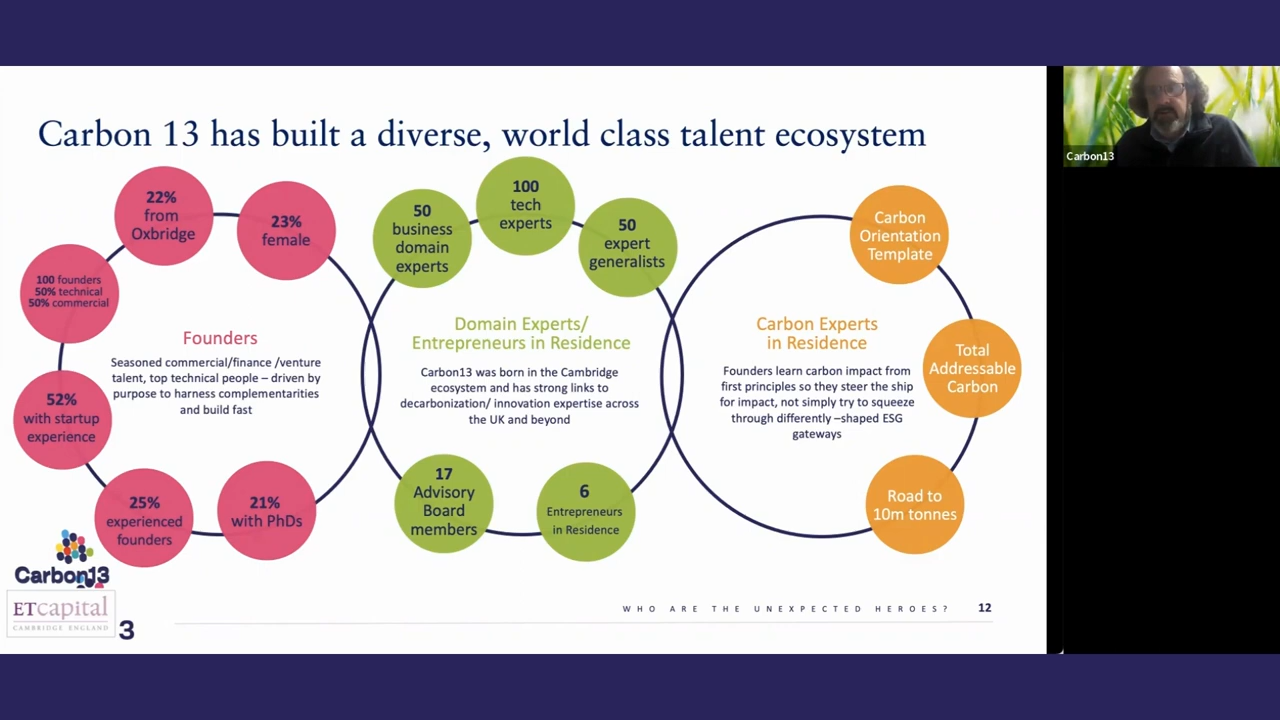 Carbon 13 has built a diverse, world class talent ecosystem
22%
from
Oxbridge
23%
female
100 founders
50% technical
50% commercial
52%
with startup
experience
25%
experienced
founders
21%
with PhDs
Founders
Seasoned commercial/finance /venture
talent, top technical people – driven by
purpose to harness complementarities
and build fast
50
business
domain
experts
100
tech
experts
50
expert
generalists
Domain Experts/
Entrepreneurs in Residence
Carbon13 was born in the Cambridge
ecosystem and has strong links to
decarbonization/ innovation expertise across
the UK and beyond
17
Advisory
Board
members
6
Entrepreneurs
in Residence
Carbon Experts
in Residence
Founders learn carbon impact from
first principles so they steer the ship
for impact, not simply try to squeeze
through differently –shaped ESG
gateways
Carbon
Orientation
Template
Total
Addressable
Carbon
Road to
10m tonnes
Carbon13
ETcapital
CAMBRIDGE ENGLAND
3
WHO ARE THE UNEXPECTED HEROES?
12
Carbon13